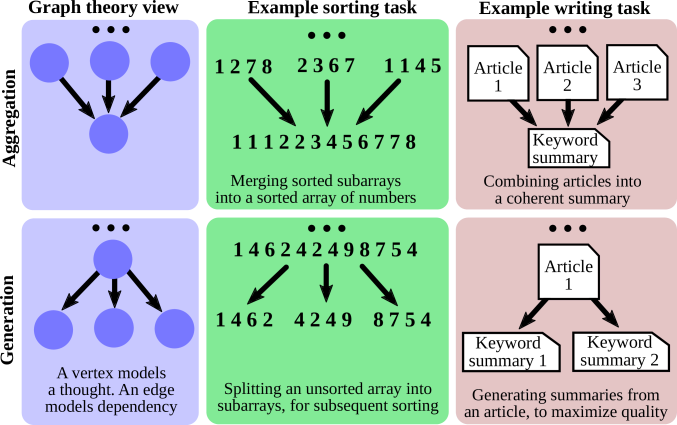 Graph theory view
Example sorting task
Example writing task
Aggregation
1 2 7 8
2 3 6 7
1 1 4 5
1 1 1 2 2 3 4 5 6 7 7 8
Merging sorted subarrays
into a sorted array of numbers
Article
1
Article
2
Article
3
Keyword
summary
Combining articles into
a coherent summary
Generation
A vertex models
a thought. An edge
models dependency
1 4 6 2 4 2 4 9 8 7 5 4
1 4 6 2
4 2 4 9
8 7 5 4
Splitting an unsorted array into
subarrays, for subsequent sorting
Article
1
Keyword
summary 1
Keyword
summary 2
Generating summaries from
an article, to maximize quality